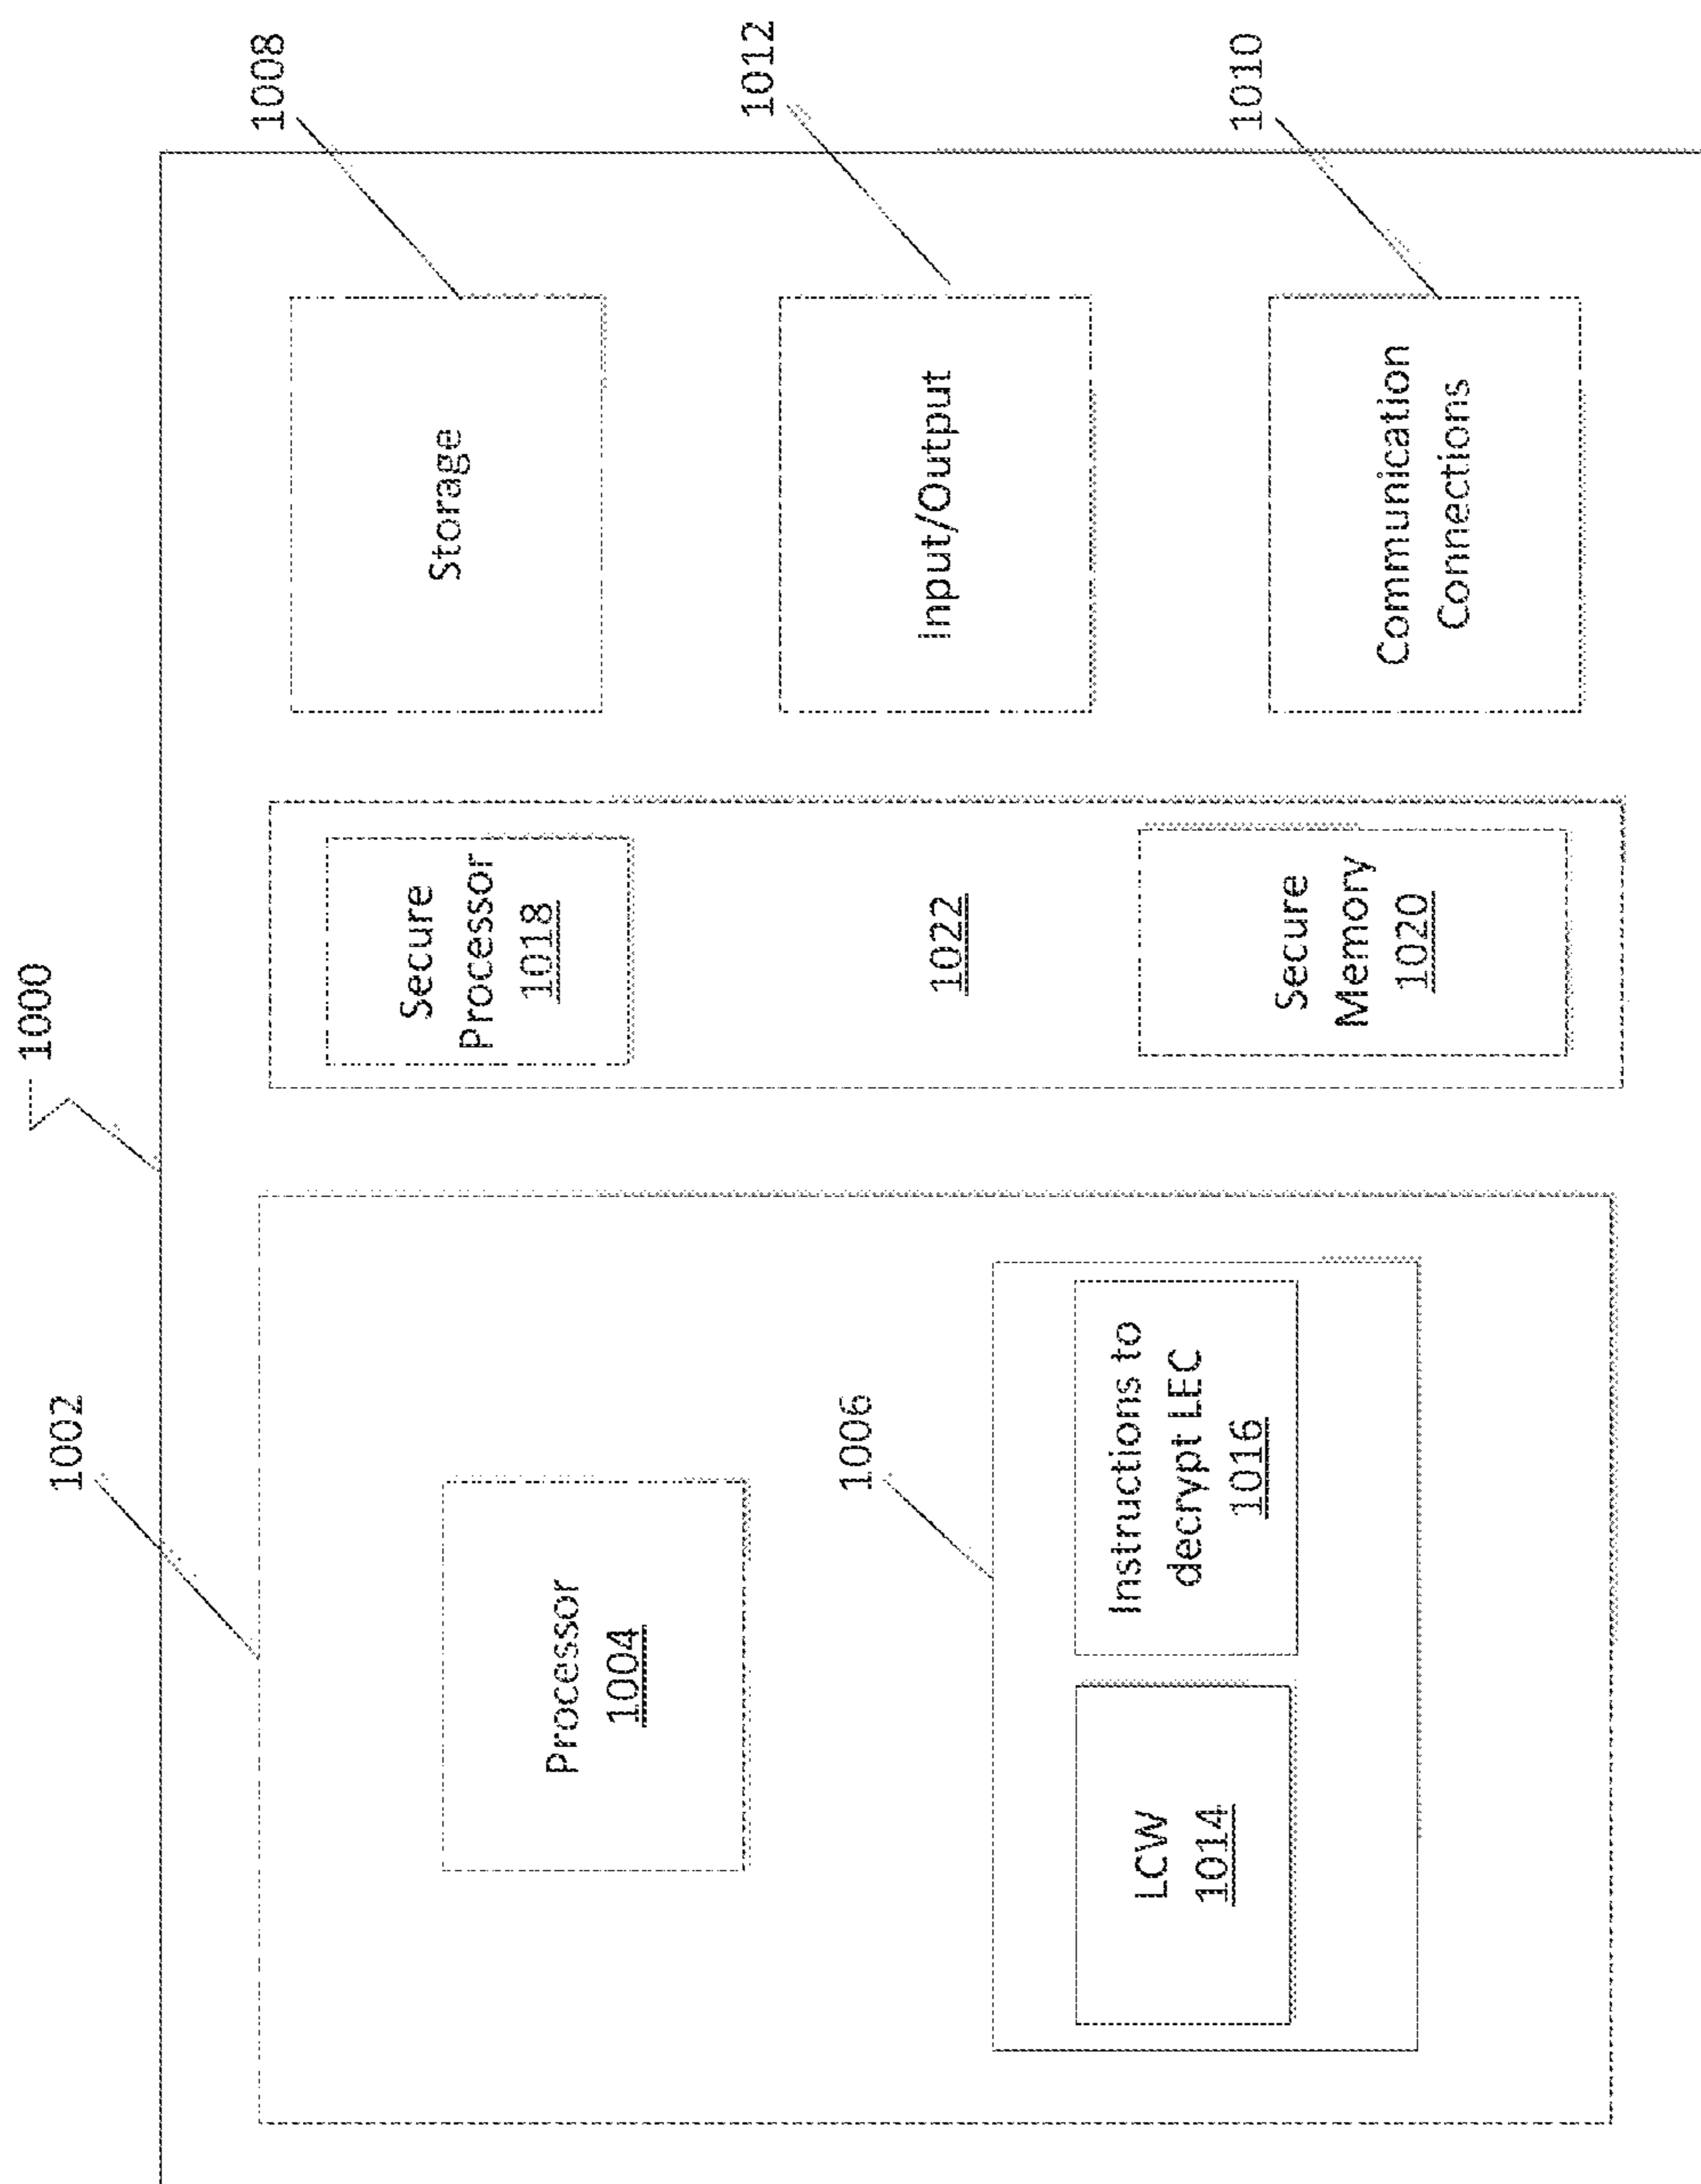 1000
1002
Processor
1004
1006
LCW
1014
Instructions to
decrypt LEC
1016
Secure
Processor
1018
1022
Secure
Memory
1020
Storage
1008
Input/Output
1012
Communication
Connections
1010